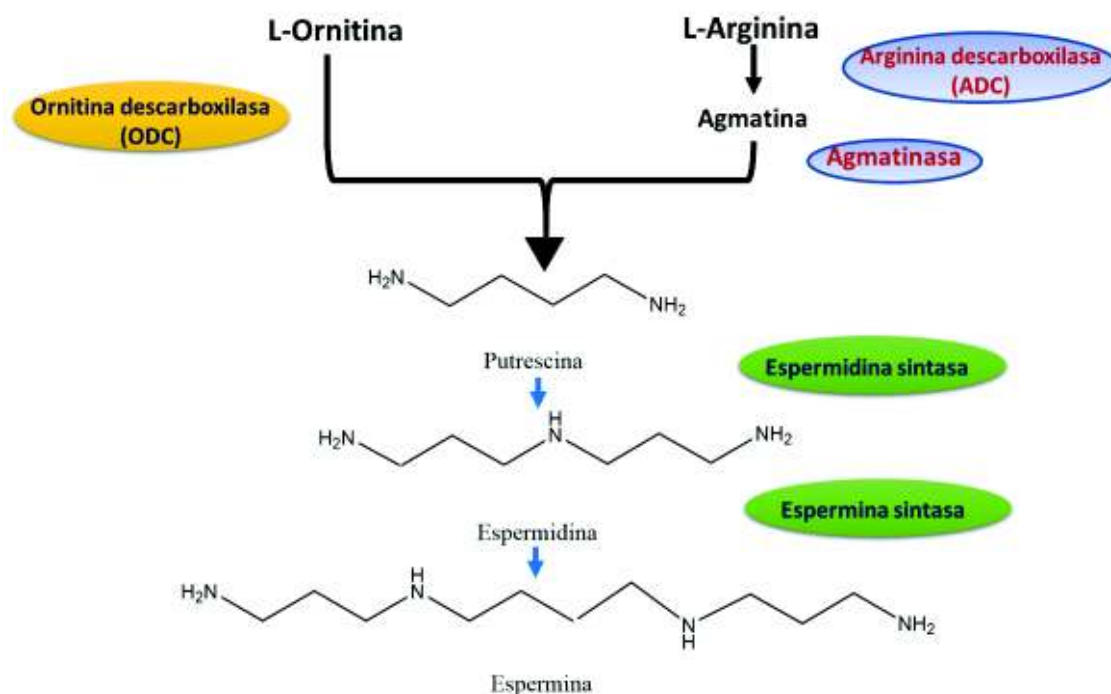 L-Ornitina
L-Arginina
Arginina descarboxilasa
(ADC)
Ornitina descarboxilasa
(ODC)
Agmatina
Agmatinasa
H₂N
NH₂
Putrescina
Espermidina sintasa
H₂N
H
N
NH₂
Espermidina
Espermina sintasa
H₂N
H
N
N
H
NH₂
Espermina